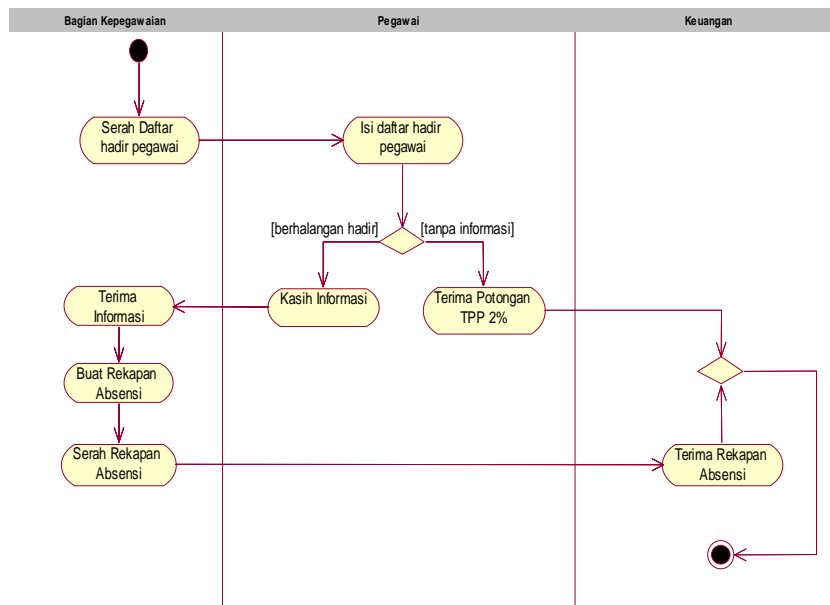 Bagian Kepegawaian
Pegawai
Keuangan
Serah Daftar
hadir pegawai
Isi daftar hadir
pegawai
[berhalangan hadir]
[tanpa informasi]
Terima
Informasi
Kasih Informasi
Terima Potongan
TPP 2%
Buat Rekapan
Absensi
Serah Rekapan
Absensi
Terima Rekapan
Absensi